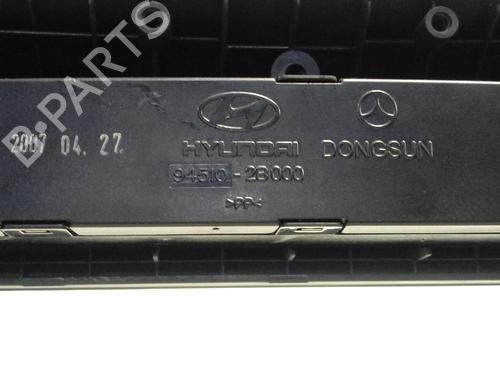 B-PARTS
2007 04. 27.
HYUNDAI DONGSUN
94510-2B000
>PP<